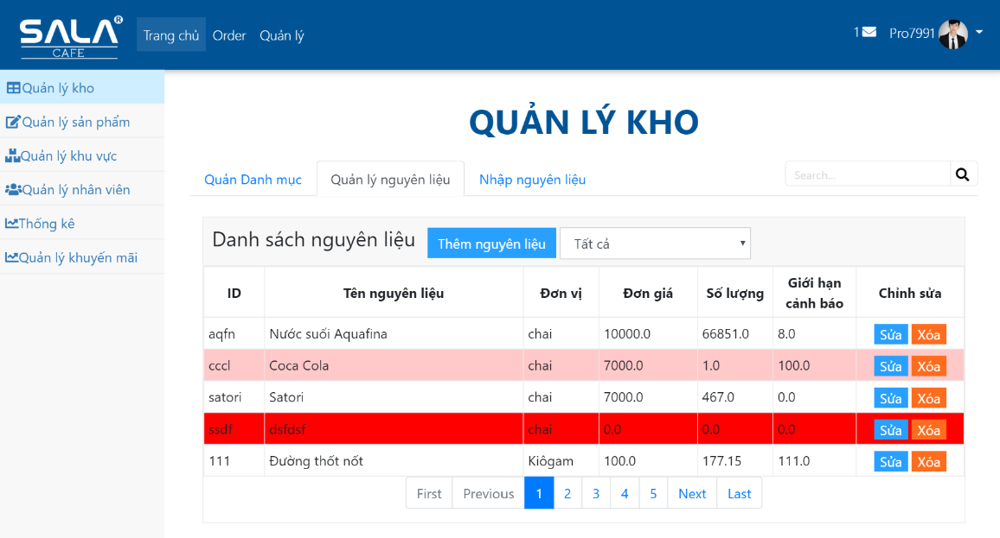 SALA®
CAFE
Trang chủ Order Quản lý
1 Pro7991
Quản lý kho
Quản lý sản phẩm
Quản lý khu vực
Quản lý nhân viên
Thống kê
Quản lý khuyến mãi
QUẢN LÝ KHO
Quản Danh mục Quản lý nguyên liệu Nhập nguyên liệu
Search...
Danh sách nguyên liệu Thêm nguyên liệu Tất cả
ID Tên nguyên liệu Đơn vị Đơn giá Số lượng Giới hạn cảnh báo Chỉnh sửa
aqfn Nước suối Aquafina chai 10000.0 66851.0 8.0 Sửa Xóa
cccl Coca Cola chai 7000.0 1.0 100.0 Sửa Xóa
satori Satori chai 7000.0 467.0 0.0 Sửa Xóa
ssdf dsfdsf chai 0.0 0.0 0.0 Sửa Xóa
111 Đường thốt nốt Kiôgam 100.0 177.15 111.0 Sửa Xóa
First Previous 1 2 3 4 5 Next Last